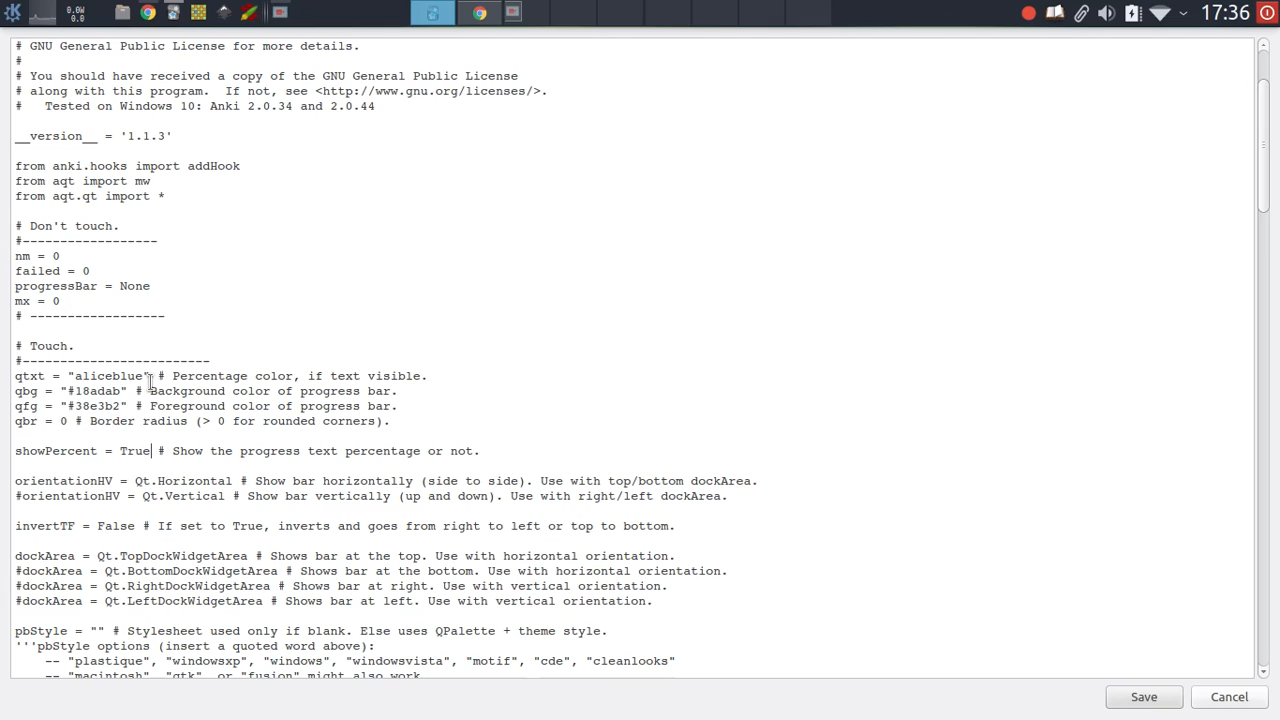 0.0W
0.0
17:36
# GNU General Public License for more details.
#
# You should have received a copy of the GNU General Public License
# along with this program.  If not, see <http://www.gnu.org/licenses/>.
#   Tested on Windows 10: Anki 2.0.34 and 2.0.44
__version__ = '1.1.3'
from anki.hooks import addHook
from aqt import mw
from aqt.qt import *
# Don't touch.
#------------------
nm = 0
failed = 0
progressBar = None
mx = 0
# ------------------
# Touch.
#-------------------------
qtxt = "aliceblue" # Percentage color, if text visible.
qbg = "#18adab" # Background color of progress bar.
qfg = "#38e3b2" # Foreground color of progress bar.
qbr = 0 # Border radius (> 0 for rounded corners).
showPercent = True # Show the progress text percentage or not.
orientationHV = Qt.Horizontal # Show bar horizontally (side to side). Use with top/bottom dockArea.
#orientationHV = Qt.Vertical # Show bar vertically (up and down). Use with right/left dockArea.
invertTF = False # If set to True, inverts and goes from right to left or top to bottom.
dockArea = Qt.TopDockWidgetArea # Shows bar at the top. Use with horizontal orientation.
#dockArea = Qt.BottomDockWidgetArea # Shows bar at the bottom. Use with horizontal orientation.
#dockArea = Qt.RightDockWidgetArea # Shows bar at right. Use with vertical orientation.
#dockArea = Qt.LeftDockWidgetArea # Shows bar at left. Use with vertical orientation.
pbStyle = "" # Stylesheet used only if blank. Else uses QPalette + theme style.
'''pbStyle options (insert a quoted word above):
    -- "plastique", "windowsxp", "windows", "windowsvista", "motif", "cde", "cleanlooks"
    -- "macintosh", "gtk", or "fusion" might also work
Save
Cancel